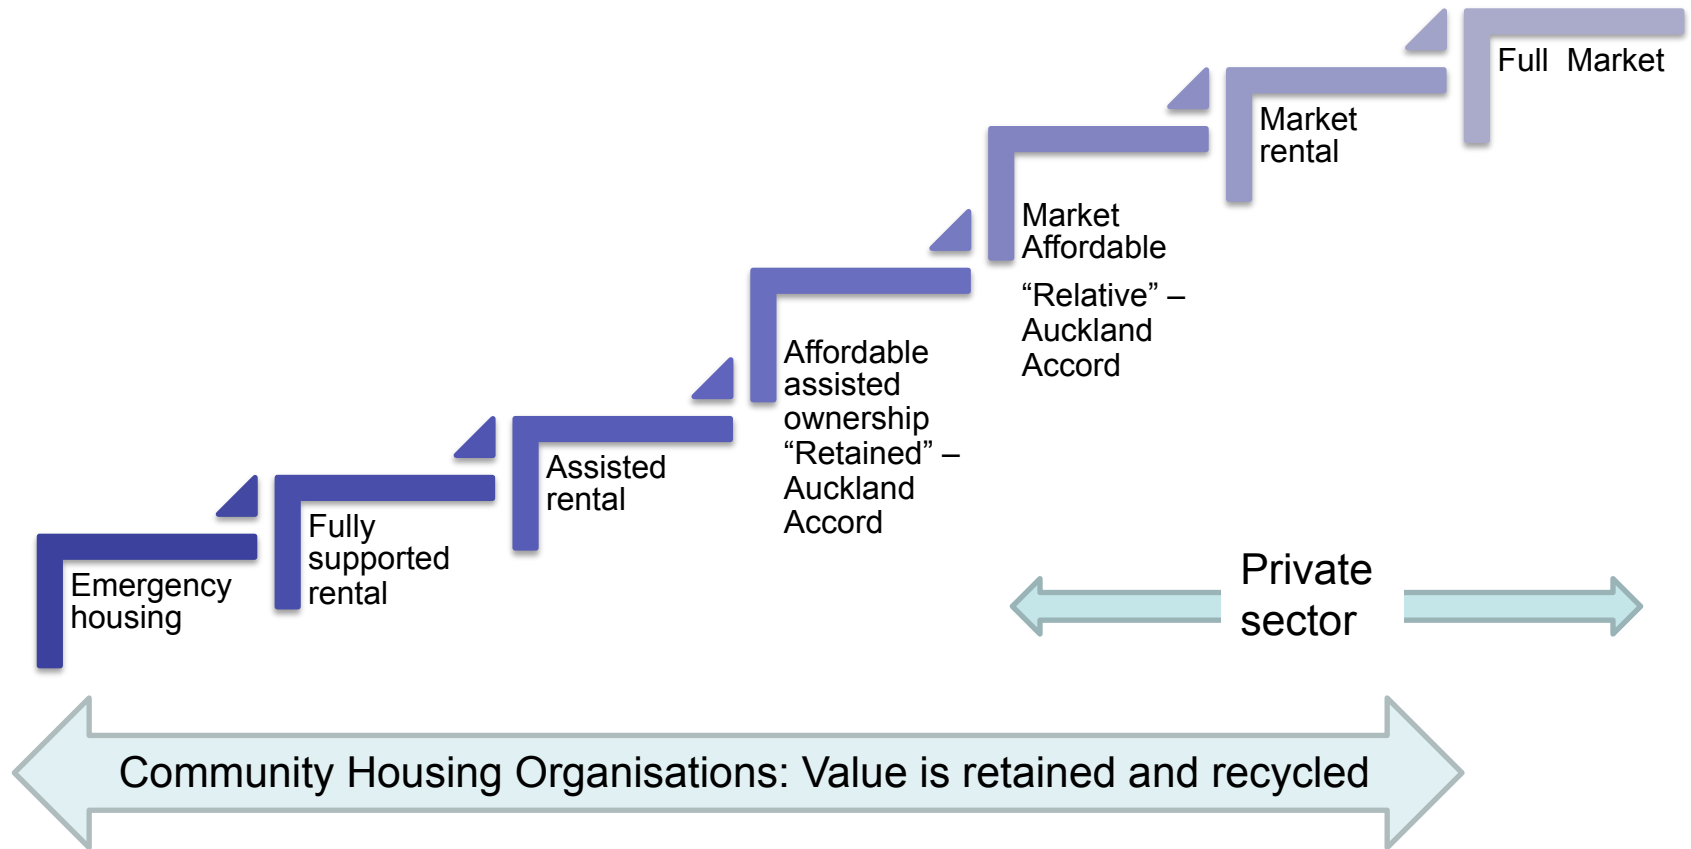 Emergency
housing
Fully
supported
rental
Assisted
rental
Affordable
assisted
ownership
“Retained” –
Auckland
Accord
Market
Affordable
“Relative” –
Auckland
Accord
Market
rental
Full  Market
Private
sector
Community Housing Organisations: Value is retained and recycled